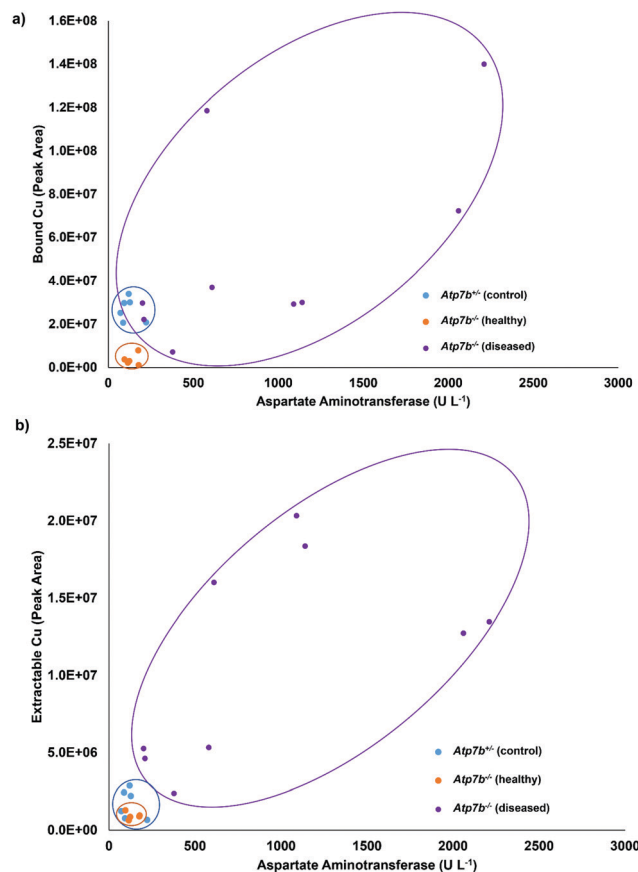 a)
1.6E+08
1.4E+08
1.2E+08
1.0E+08
8.0E+07
6.0E+07
4.0E+07
2.0E+07
0.0E+00
Bound Cu (Peak Area)
0 500 1000 1500 2000 2500 3000
Aspartate Aminotransferase (U L-1)
Atp7b+/- (control)
Atp7b-/- (healthy)
Atp7b-/- (diseased)
b)
2.5E+07
2.0E+07
1.5E+07
1.0E+07
5.0E+06
0.0E+00
Extractable Cu (Peak Area)
0 500 1000 1500 2000 2500 3000
Aspartate Aminotransferase (U L-1)
Atp7b+/- (control)
Atp7b-/- (healthy)
Atp7b-/- (diseased)